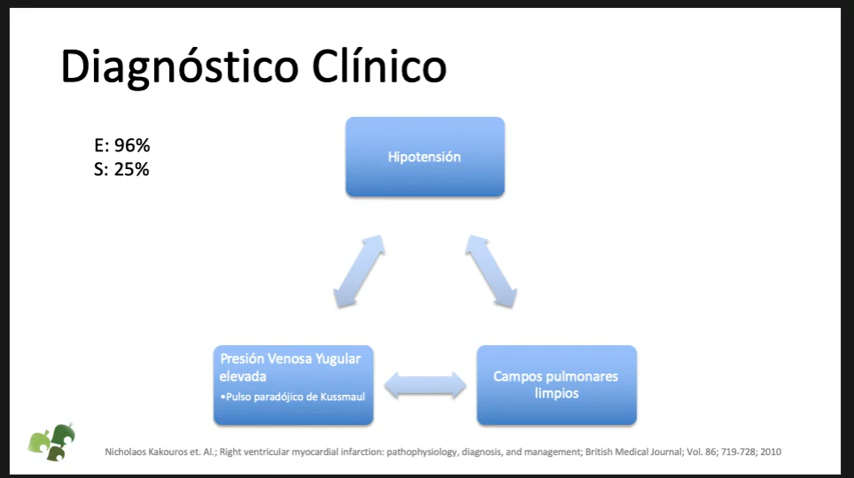 Diagnóstico Clínico
E: 96%
S: 25%
Hipotensión
Presión Venosa Yugular
elevada
•Pulso paradójico de Kussmaul
Campos pulmonares
limpios
Nicholaos Kakouros et. Al.; Right ventricular myocardial infarction: pathophysiology, diagnosis, and management; British Medical Journal; Vol. 86; 719-728; 2010